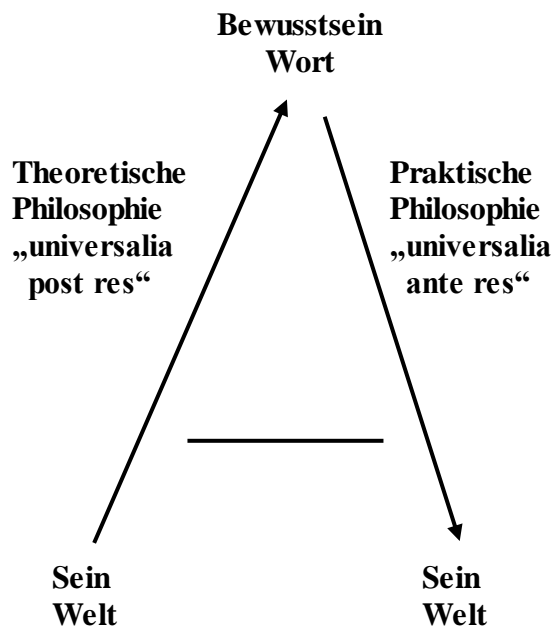 Bewusstsein
Wort
Theoretische
Philosophie
„universalia
post res“
Praktische
Philosophie
„universalia
ante res“
Sein
Welt
Sein
Welt